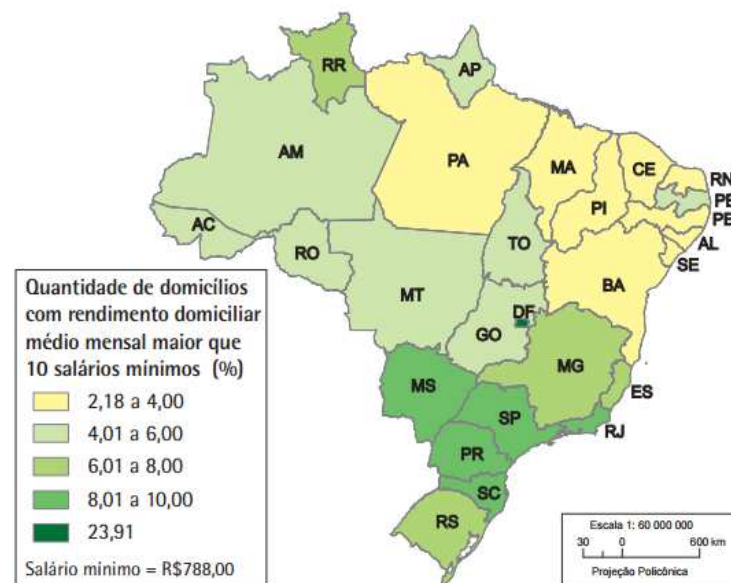 RR
AP
AM
PA
MA
CE
RN
PB
PE
PI
AL
SE
AC
RO
TO
BA
MT
DF
GO
MG
ES
MS
SP
RJ
PR
SC
RS
Quantidade de domicílios
com rendimento domiciliar
médio mensal maior que
10 salários mínimos (%)
2,18 a 4,00
4,01 a 6,00
6,01 a 8,00
8,01 a 10,00
23,91
Salário mínimo = R$788,00
Escala 1: 60 000 000
30 0 600 km
Projeção Policônica